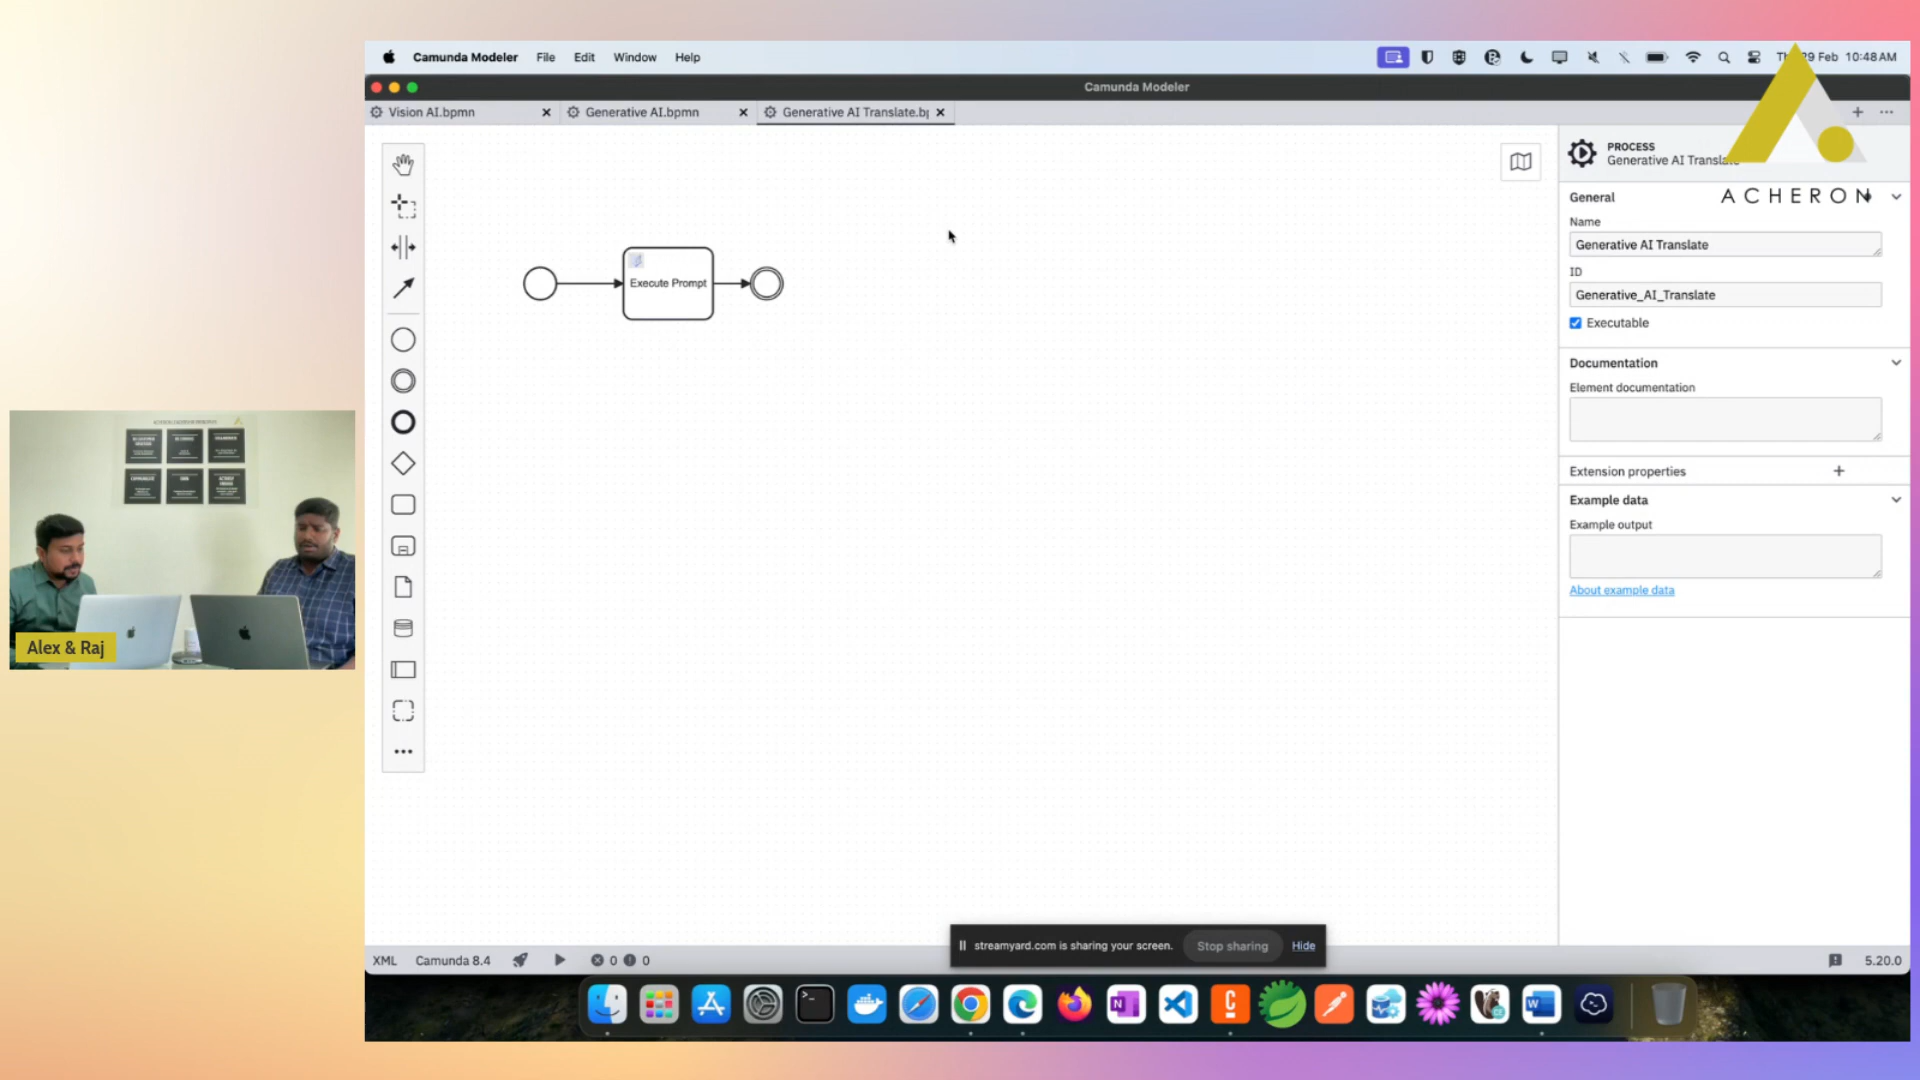 Camunda Modeler File Edit Window Help
29 Feb 10:48 AM
Camunda Modeler
Vision AI.bpmn
Generative AI.bpmn
Generative AI Translate.b
ACHERON
PROCESS
Generative AI Translate
General
Name
Generative AI Translate
ID
Generative_AI_Translate
Executable
Documentation
Element documentation
Extension properties
Example data
Example output
About example data
Execute Prompt
Alex & Raj
streamyard.com is sharing your screen. Stop sharing Hide
XML Camunda 8.4 0 0
5.20.0